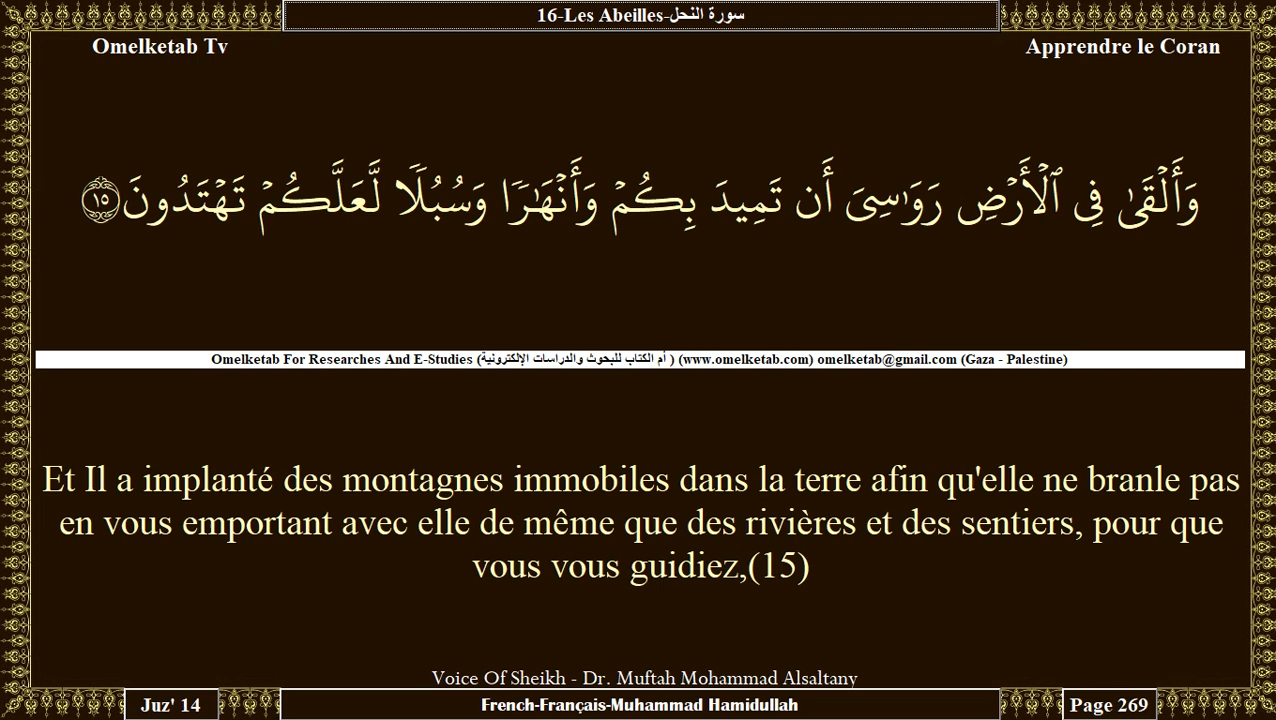 16-Les Abeilles-سورة النحل
Omelketab Tv
Apprendre le Coran
وَأَلْقَىٰ فِى ٱلْأَرْضِ رَوَٰسِىَ أَن تَمِيدَ بِكُمْ وَأَنْهَٰرًا وَسُبُلًا لَّعَلَّكُمْ تَهْتَدُونَ ١٥
Omelketab For Researches And E-Studies (أم الكتاب للبحوث والدراسات الإلكترونية ) (www.omelketab.com) omelketab@gmail.com (Gaza - Palestine)
Et Il a implanté des montagnes immobiles dans la terre afin qu'elle ne branle pas
en vous emportant avec elle de même que des rivières et des sentiers, pour que
vous vous guidiez,(15)
Voice Of Sheikh - Dr. Muftah Mohammad Alsaltany
Juz' 14
French-Français-Muhammad Hamidullah
Page 269